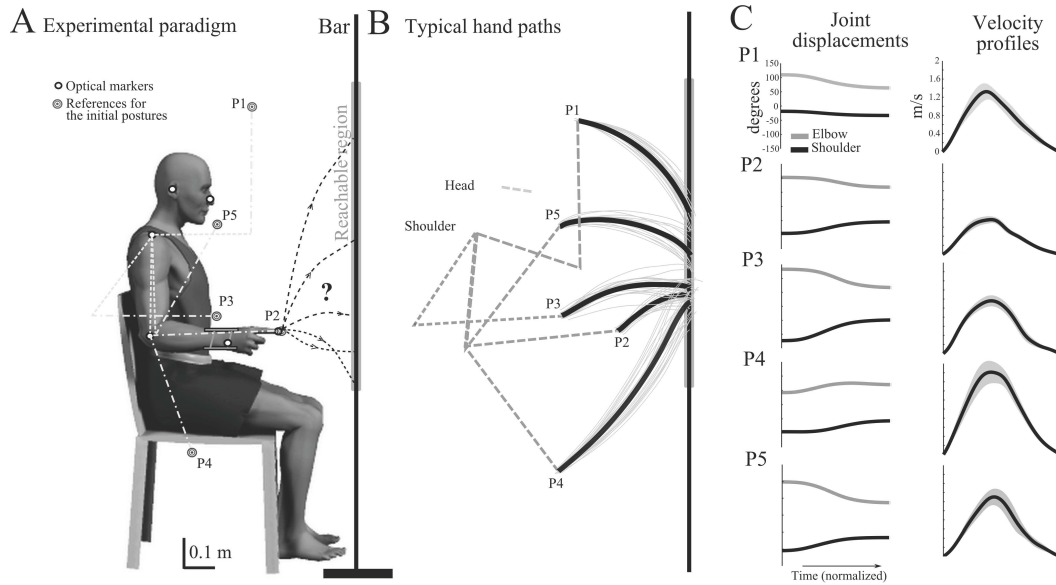 A Experimental paradigm
Bar
Optical markers
References for
the initial postures
P1
P5
P3
P2
P4
?
Reachable region
0.1 m
B Typical hand paths
P1
Head
P5
Shoulder
P3
P2
P4
C
Joint
displacements
Velocity
profiles
P1
degrees
150
100
50
0
-50
-100
-150
Elbow
Shoulder
m/s
2
1.6
1.2
0.8
0.4
0
P2
P3
P4
P5
Time (normalized)